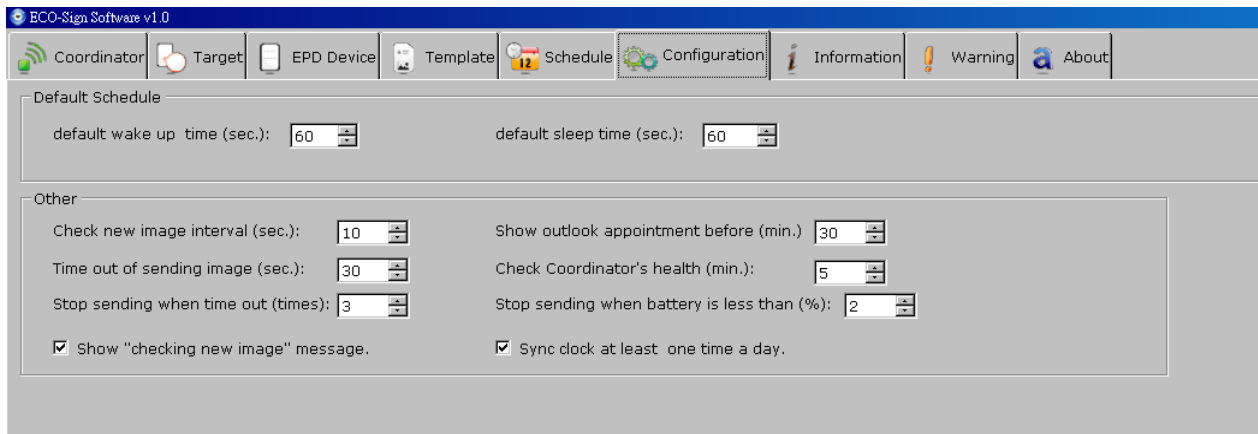 ECO-Sign Software v1.0
Coordinator Target EPD Device Template 12 Schedule Configuration i Information ! Warning a About
Default Schedule
default wake up time (sec.): 60 default sleep time (sec.): 60
Other
Check new image interval (sec.): 10 Show outlook appointment before (min.) 30
Time out of sending image (sec.): 30 Check Coordinator's health (min.): 5
Stop sending when time out (times): 3 Stop sending when battery is less than (%): 2
Show "checking new image" message. Sync clock at least one time a day.